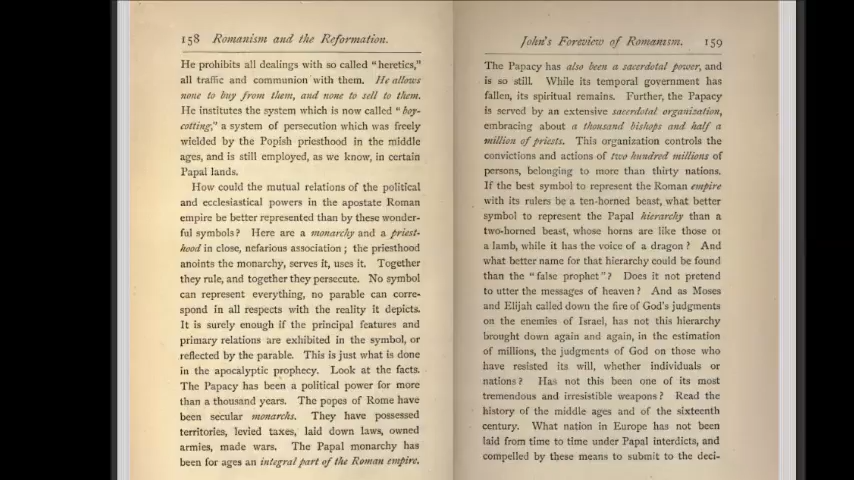 158 Romanism and the Reformation.
He prohibits all dealings with so called "heretics,"
all traffic and communion with them. He allows
none to buy from them, and none to sell to them.
He institutes the system which is now called "boy-
cotting," a system of persecution which was freely
wielded by the Popish priesthood in the middle
ages, and is still employed, as we know, in certain
Papal lands.
How could the mutual relations of the political
and ecclesiastical powers in the apostate Roman
empire be better represented than by these wonder-
ful symbols? Here are a monarchy and a priest-
hood in close, nefarious association; the priesthood
anoints the monarchy, serves it, uses it. Together
they rule, and together they persecute. No symbol
can represent everything, no parable can corre-
spond in all respects with the reality it depicts.
It is surely enough if the principal features and
primary relations are exhibited in the symbol, or
reflected by the parable. This is just what is done
in the apocalyptic prophecy. Look at the facts.
The Papacy has been a political power for more
than a thousand years. The popes of Rome have
been secular monarchs. They have possessed
territories, levied taxes, laid down laws, owned
armies, made wars. The Papal monarchy has
been for ages an integral part of the Roman empire.
John's Foreview of Romanism. 159
The Papacy has also been a sacerdotal power, and
is so still. While its temporal government has
fallen, its spiritual remains. Further, the Papacy
is served by an extensive sacerdotal organization,
embracing about a thousand bishops and half a
million of priests. This organization controls the
convictions and actions of two hundred millions of
persons, belonging to more than thirty nations.
If the best symbol to represent the Roman empire
with its rulers be a ten-horned beast, what better
symbol to represent the Papal hierarchy than a
two-horned beast, whose horns are like those of
a lamb, while it has the voice of a dragon? And
what better name for that hierarchy could be found
than the "false prophet"? Does it not pretend
to utter the messages of heaven? And as Moses
and Elijah called down the fire of God's judgments
on the enemies of Israel, has not this hierarchy
brought down again and again, in the estimation
of millions, the judgments of God on those who
have resisted its will, whether individuals or
nations? Has not this been one of its most
tremendous and irresistible weapons? Read the
history of the middle ages and of the sixteenth
century. What nation in Europe has not been
laid from time to time under Papal interdicts, and
compelled by these means to submit to the deci-